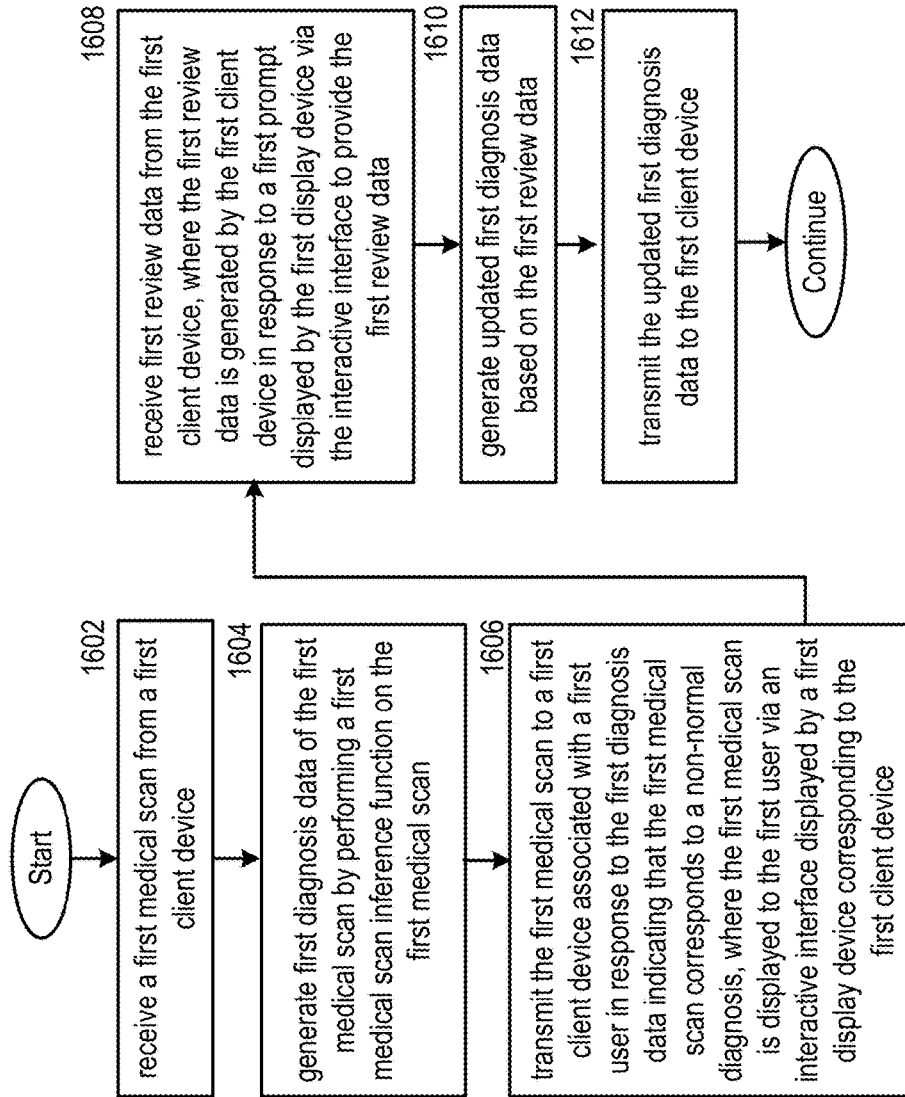 Start
1602
receive a first medical scan from a first
client device
1604
generate first diagnosis data of the first
medical scan by performing a first
medical scan inference function on the
first medical scan
1606
transmit the first medical scan to a first
client device associated with a first
user in response to the first diagnosis
data indicating that the first medical
scan corresponds to a non-normal
diagnosis, where the first medical scan
is displayed to the first user via an
interactive interface displayed by a first
display device corresponding to the
first client device
1608
receive first review data from the first
client device, where the first review
data is generated by the first client
device in response to a first prompt
displayed by the first display device via
the interactive interface to provide the
first review data
1610
generate updated first diagnosis data
based on the first review data
1612
transmit the updated first diagnosis
data to the first client device
Continue